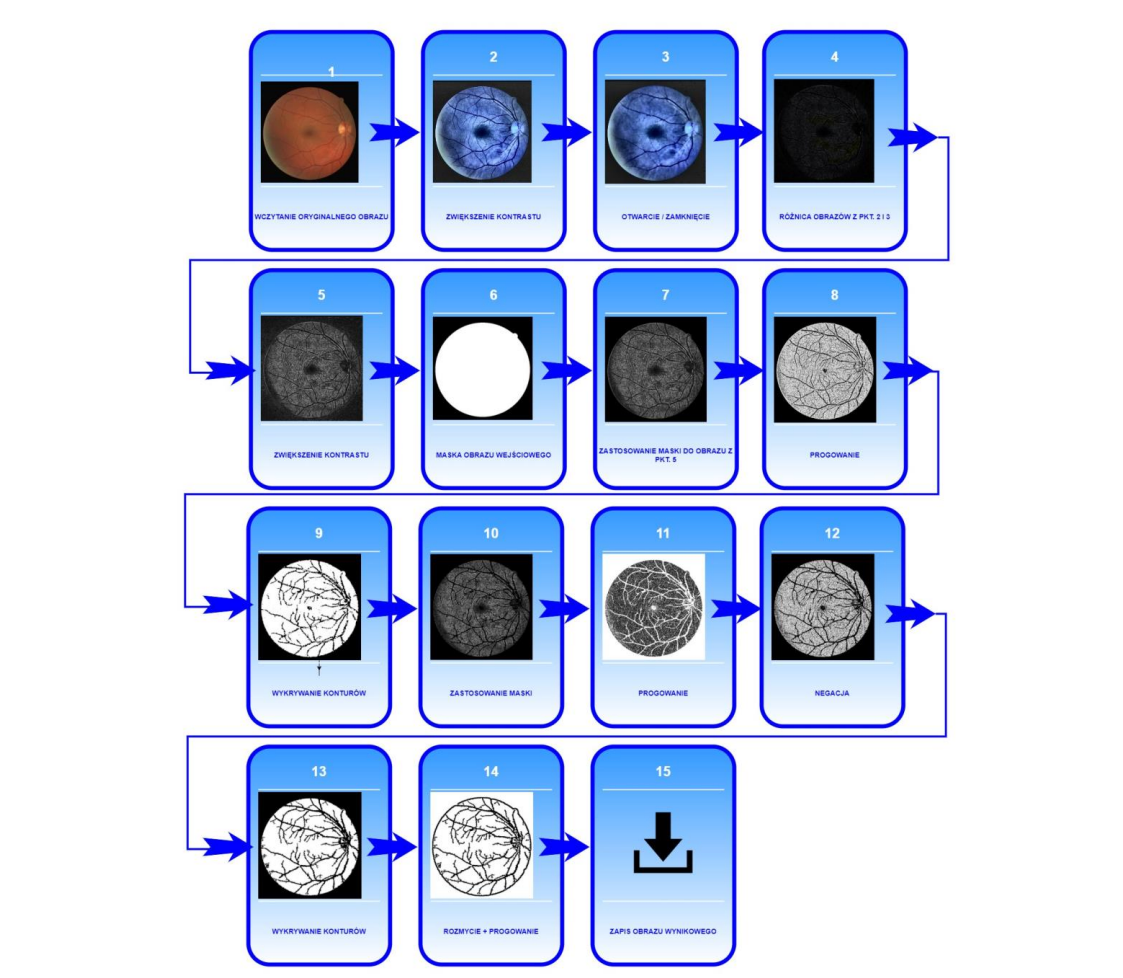 1
2
3
4
WCZYTANIE ORYGINALNEGO OBRAZU
ZWIĘKSZENIE KONTRASTU
OTWARCIE / ZAMKNIĘCIE
RÓŻNICA OBRAZÓW Z PKT. 2 I 3
5
6
7
8
ZWIĘKSZENIE KONTRASTU
MASKA OBRAZU WEJŚCIOWEGO
ZASTOSOWANIE MASKI DO OBRAZU Z
PKT. 5
PROGOWANIE
9
10
11
12
WYKRYWANIE KONTURÓW
ZASTOSOWANIE MASKI
PROGOWANIE
NEGACJA
13
14
15
WYKRYWANIE KONTURÓW
ROZMYCIE + PROGOWANIE
ZAPIS OBRAZU WYNIKOWEGO